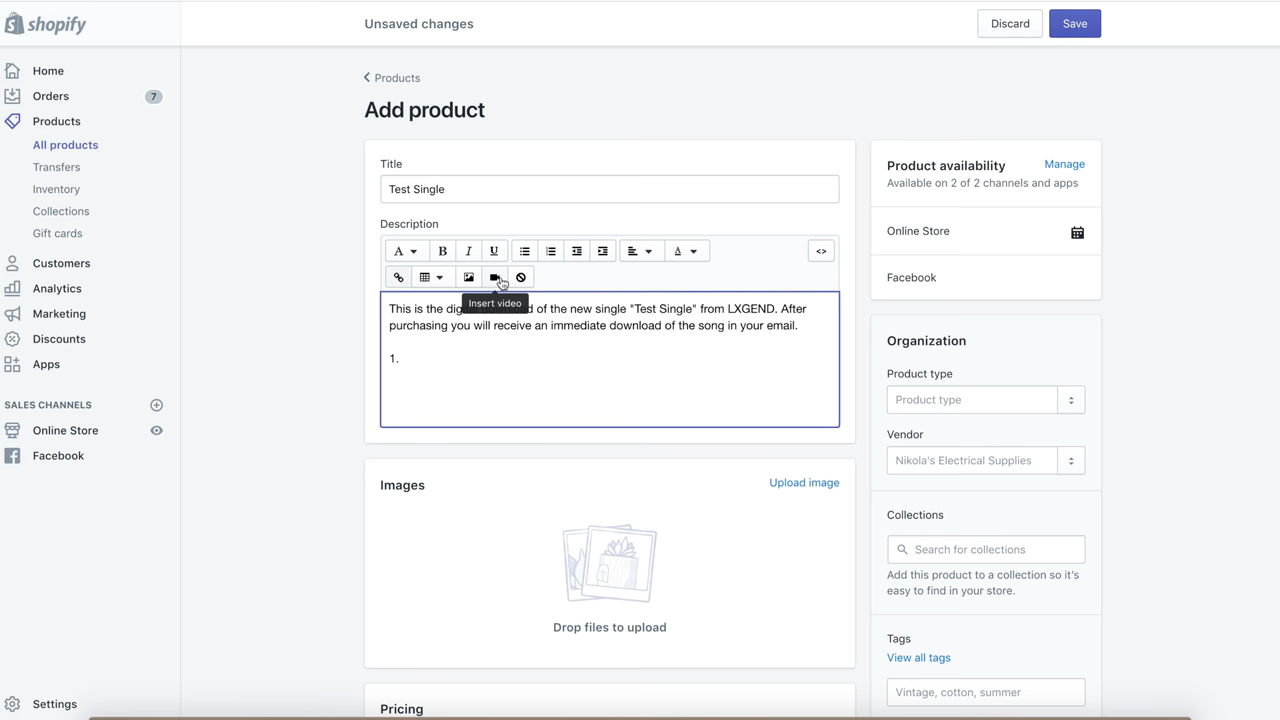 shopify
Unsaved changes
Discard
Save
Home
Orders
7
Products
All products
Transfers
Inventory
Collections
Gift cards
Customers
Analytics
Marketing
Discounts
Apps
SALES CHANNELS
Online Store
Facebook
Settings
Products
Add product
Title
Test Single
Description
A B I U A <>
Insert video
This is the digital download of the new single "Test Single" from LXGEND. After
purchasing you will receive an immediate download of the song in your email.
1.
Images
Upload image
Drop files to upload
Pricing
Product availability
Manage
Available on 2 of 2 channels and apps
Online Store
Facebook
Organization
Product type
Product type
Vendor
Nikola's Electrical Supplies
Collections
Search for collections
Add this product to a collection so it's
easy to find in your store.
Tags
View all tags
Vintage, cotton, summer